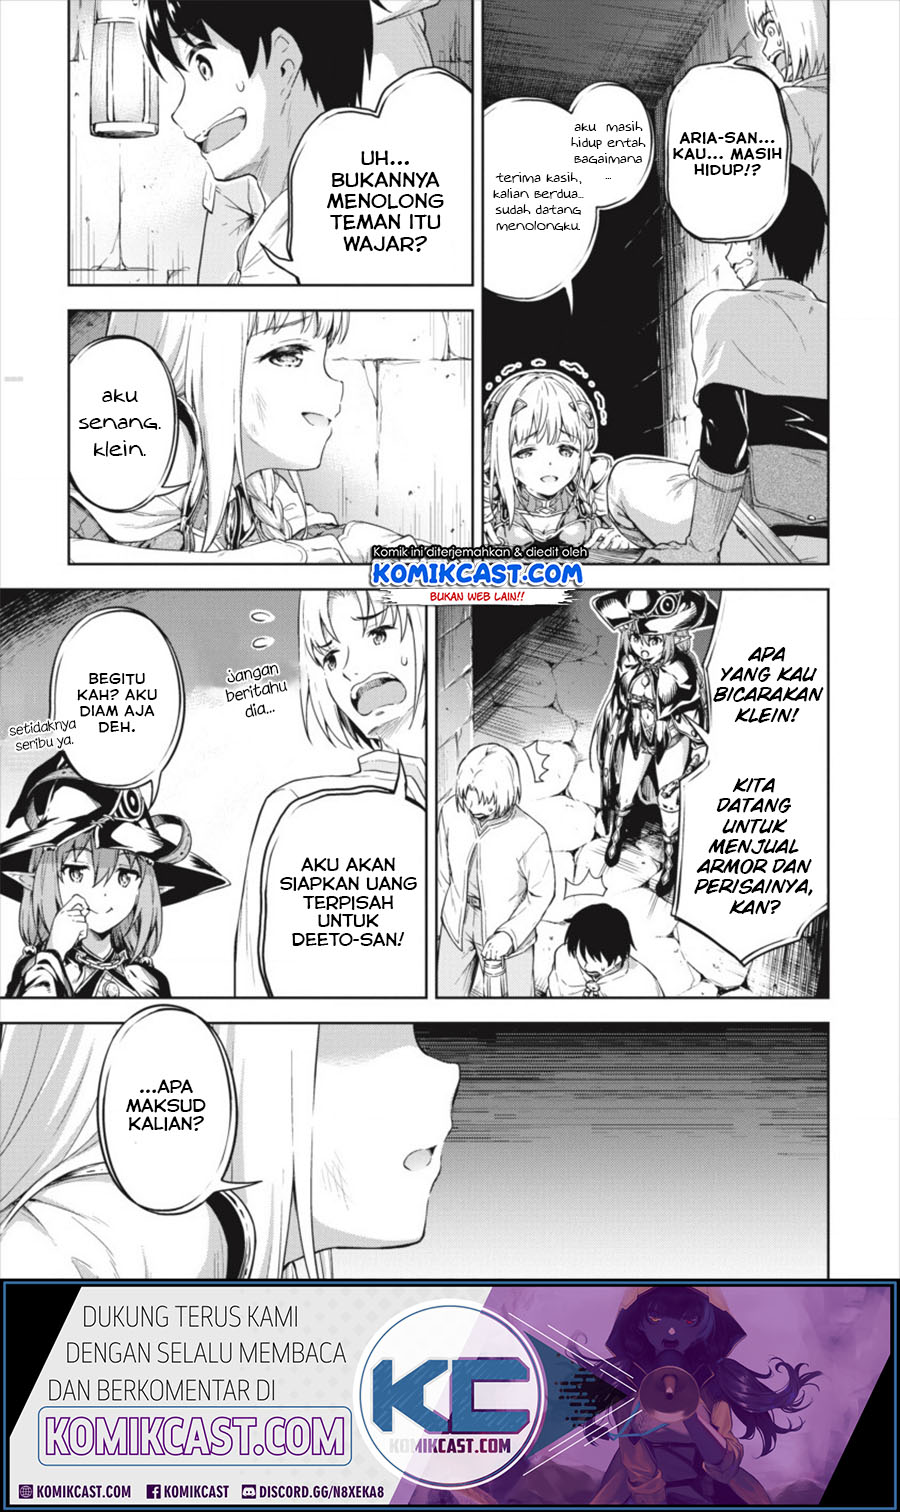 ARIA-SAN...
KAU... MASIH
HIDUP!?
aku masih
hidup entah
Bagaimana
...
terima kasih,
kalian Berdua...
sudah datang
menolongku.
UH...
BUKANNYA
MENOLONG
TEMAN ITU
WAJAR?
aku
senang.
klein.
Komik ini diterjemahkan & diedit oleh
KOMIKCAST.COM
BUKAN WEB LAIN!!
APA
YANG KAU
BICARAKAN
KLEIN!
KITA
DATANG
UNTUK
MENJUAL
ARMOR DAN
PERISAINYA,
KAN?
jangan
beritahu
dia...
AKU AKAN
SIAPKAN UANG
TERPISAH
UNTUK
DEETO-SAN!
BEGITU
KAH? AKU
DIAM AJA
DEH.
setidaknya
seribu ya.
...APA
MAKSUD
KALIAN?
DUKUNG TERUS KAMI
DENGAN SELALU MEMBACA
DAN BERKOMENTAR DI
KOMIKCAST.COM
KOMIKCAST.COM KOMIKCAST DISCORD.GG/N8XEKA8
KC
KOMIKCAST.COM